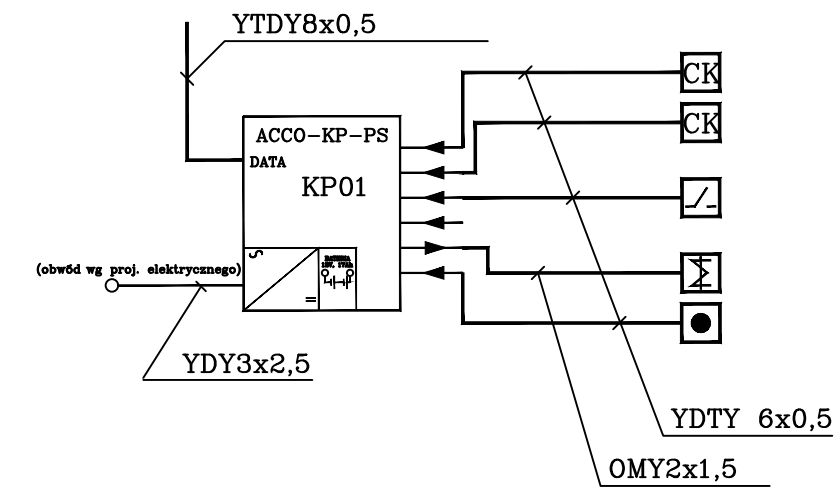 YTDY8x0,5
CK
CK
ACCO-KP-PS
DATA
KP01
(obwód wg proj. elektrycznego)
YDY3x2,5
YDTY 6x0,5
OMY2x1,5